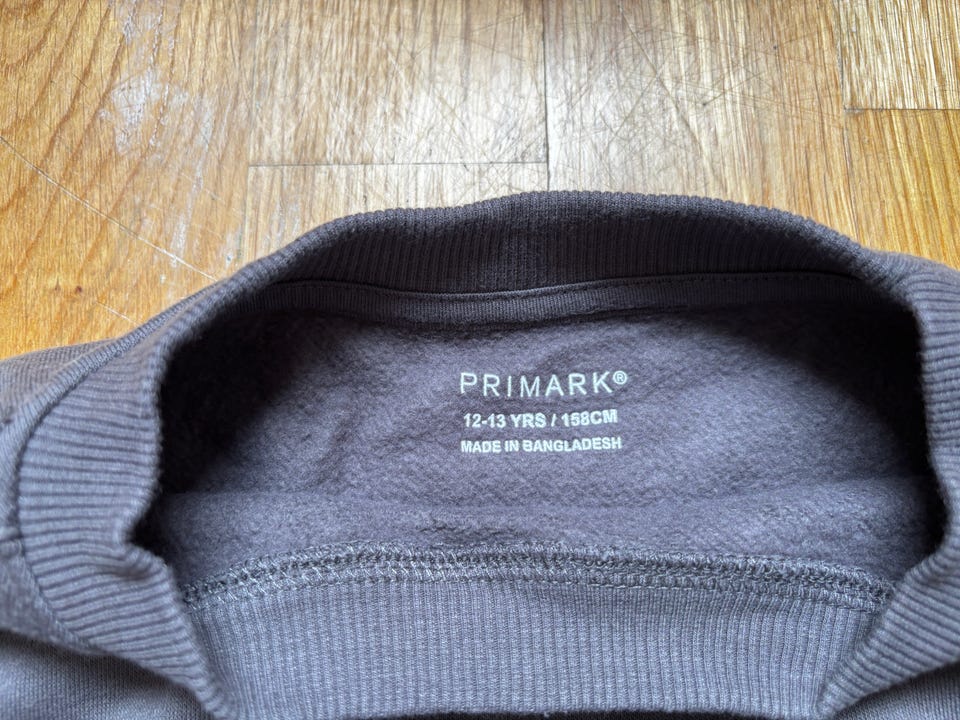 PRIMARK®
12-13 YRS / 158CM
MADE IN BANGLADESH